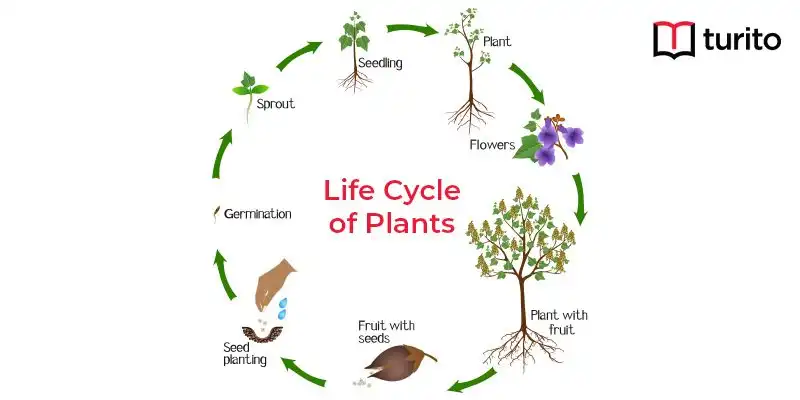 turito
Life Cycle
of Plants
Seed
planting
Germination
Sprout
Seedling
Plant
Flowers
Plant with
fruit
Fruit with
seeds